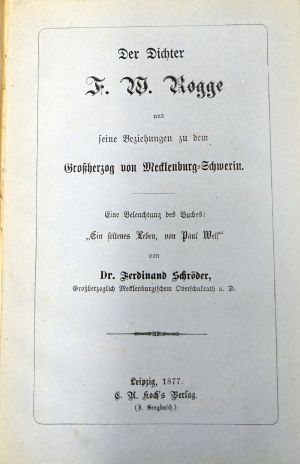 Der Dichter
F. W. Rogge
und
seine Beziehungen zu dem
Großherzog von Mecklenburg-Schwerin.
Eine Beleuchtung des Buches:
„Ein seltenes Leben, von Paul Welf“
von
Dr. Ferdinand Schröder,
Großherzoglich Mecklenburgischem Oberschulrath a. D.
Leipzig, 1877.
C. A. Koch's Verlag.
(J. Sengbusch.)